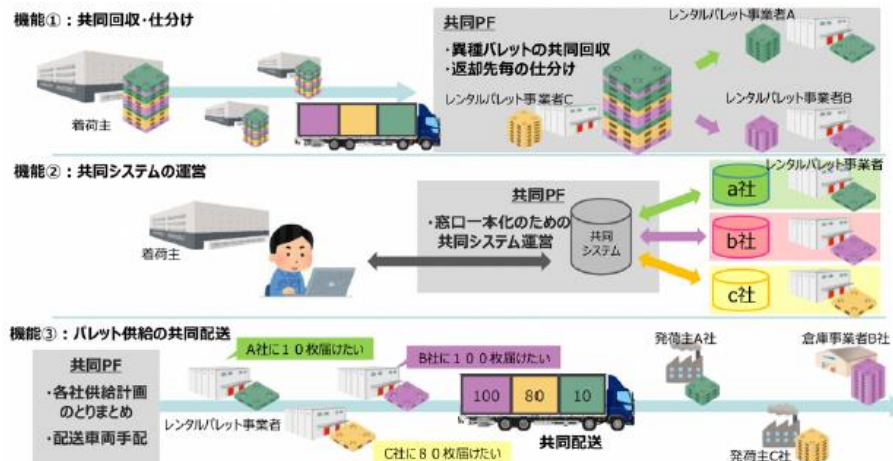 機能①：共同回収・仕分け
着荷主
共同PF
・異種パレットの共同回収
・返却先毎の仕分け
レンタルパレット事業者C
レンタルパレット事業者A
レンタルパレット事業者B
機能②：共同システムの運営
着荷主
共同PF
・窓口一本化のための
共同システム運営
共同
システム
レンタルパレット事業者
a社
b社
c社
機能③：パレット供給の共同配送
共同PF
・各社供給計画
のとりまとめ
・配送車両手配
A社に１０枚届けたい
レンタルパレット事業者
B社に１００枚届けたい
C社に８０枚届けたい
100
80
10
共同配送
発荷主A社
倉庫事業者B社
発荷主C社